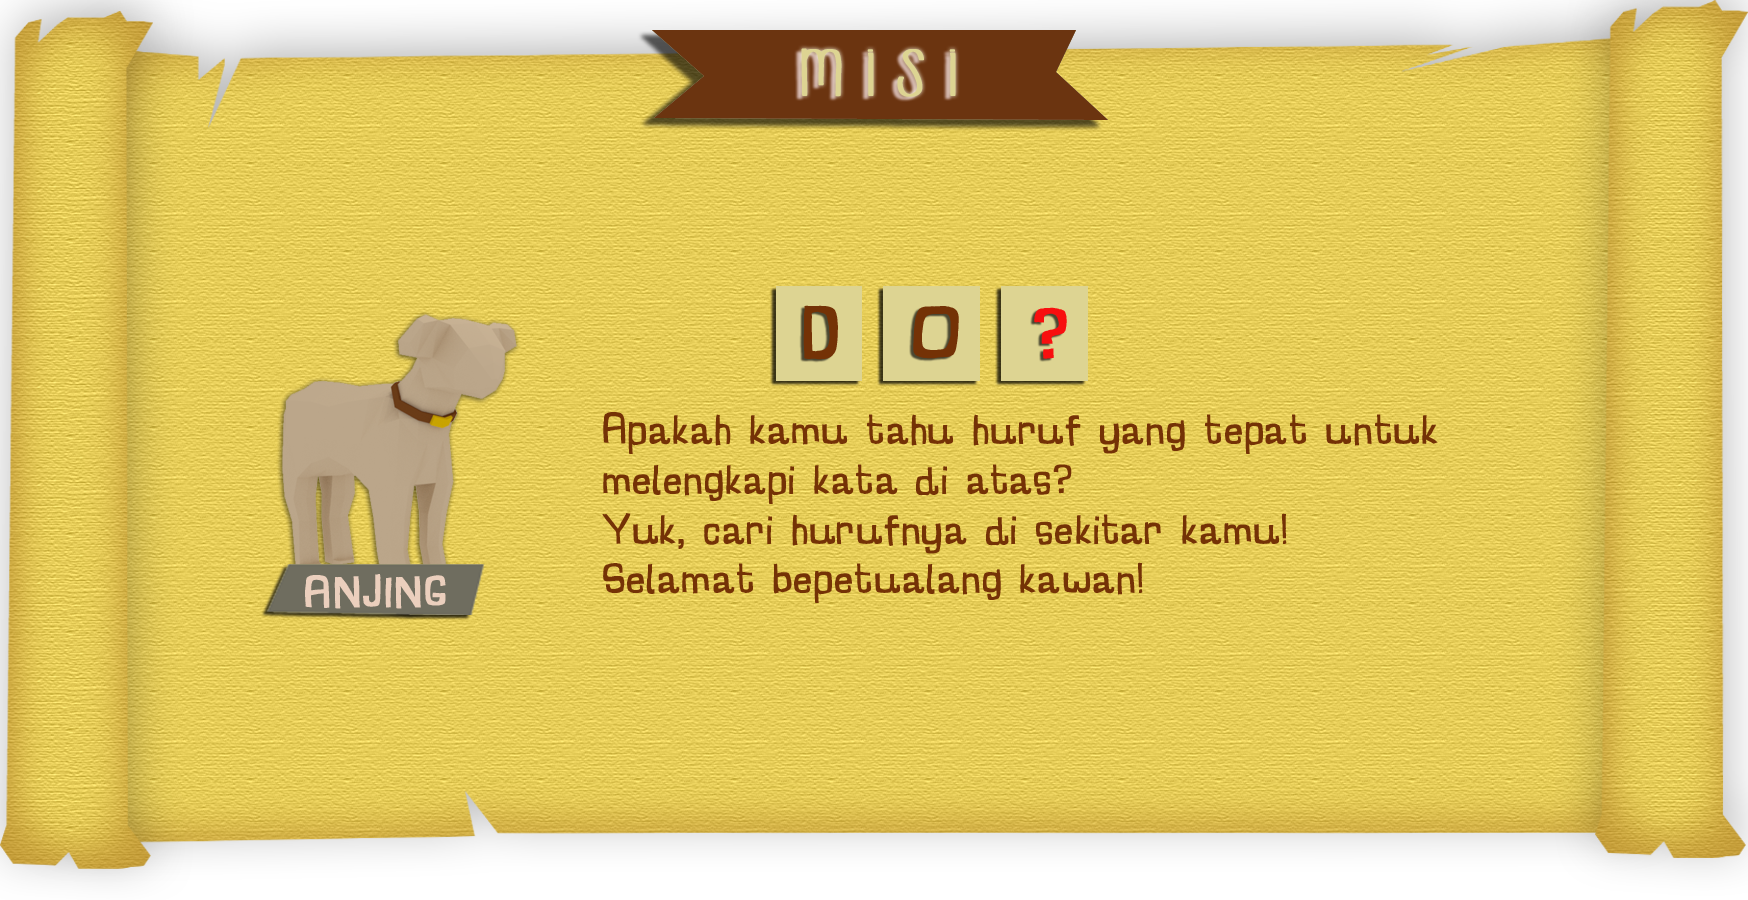 MISI
D O ?
Apakah kamu tahu huruf yang tepat untuk
melengkapi kata di atas?
Yuk, cari hurufnya di sekitar kamu!
Selamat bepetualang kawan!
ANJING